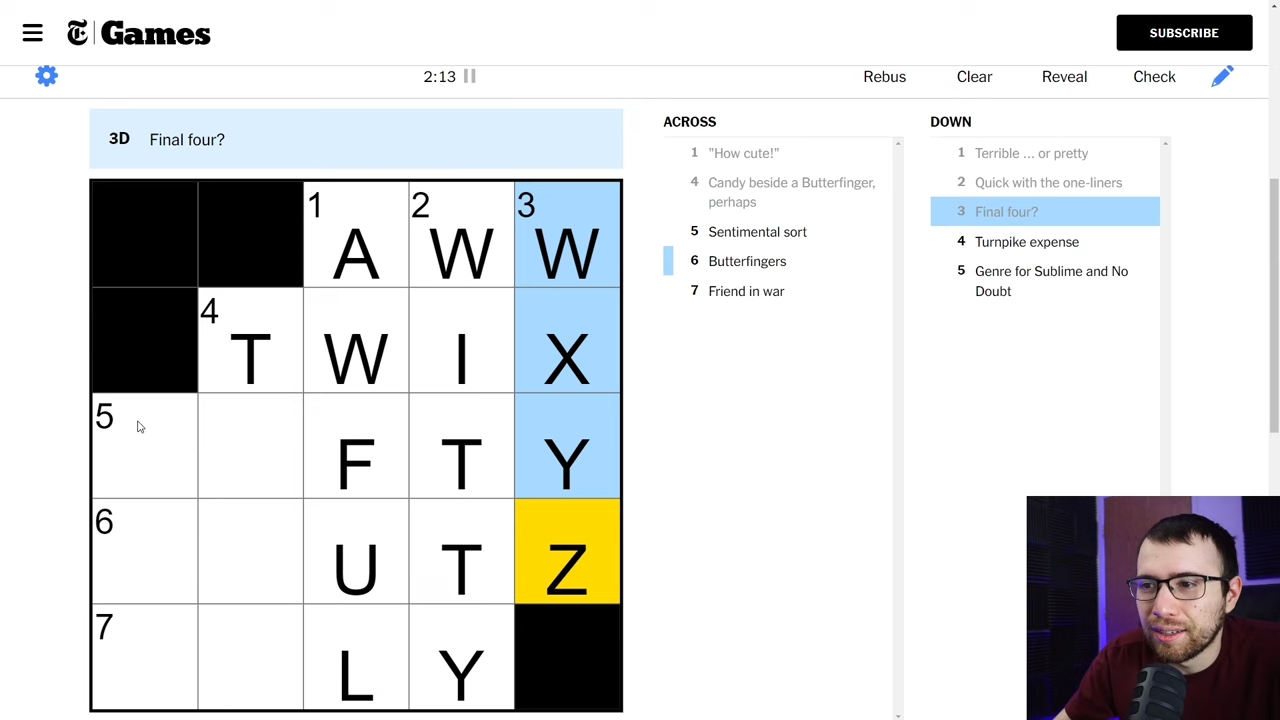 Games
SUBSCRIBE
2:13
Rebus
Clear
Reveal
Check
3D Final four?
1 A
2 W
3 W
4 T
W
I
X
5
F
T
Y
6
U
T
Z
7
L
Y
ACROSS
1 "How cute!"
4 Candy beside a Butterfinger,
perhaps
5 Sentimental sort
6 Butterfingers
7 Friend in war
DOWN
1 Terrible ... or pretty
2 Quick with the one-liners
3 Final four?
4 Turnpike expense
5 Genre for Sublime and No
Doubt